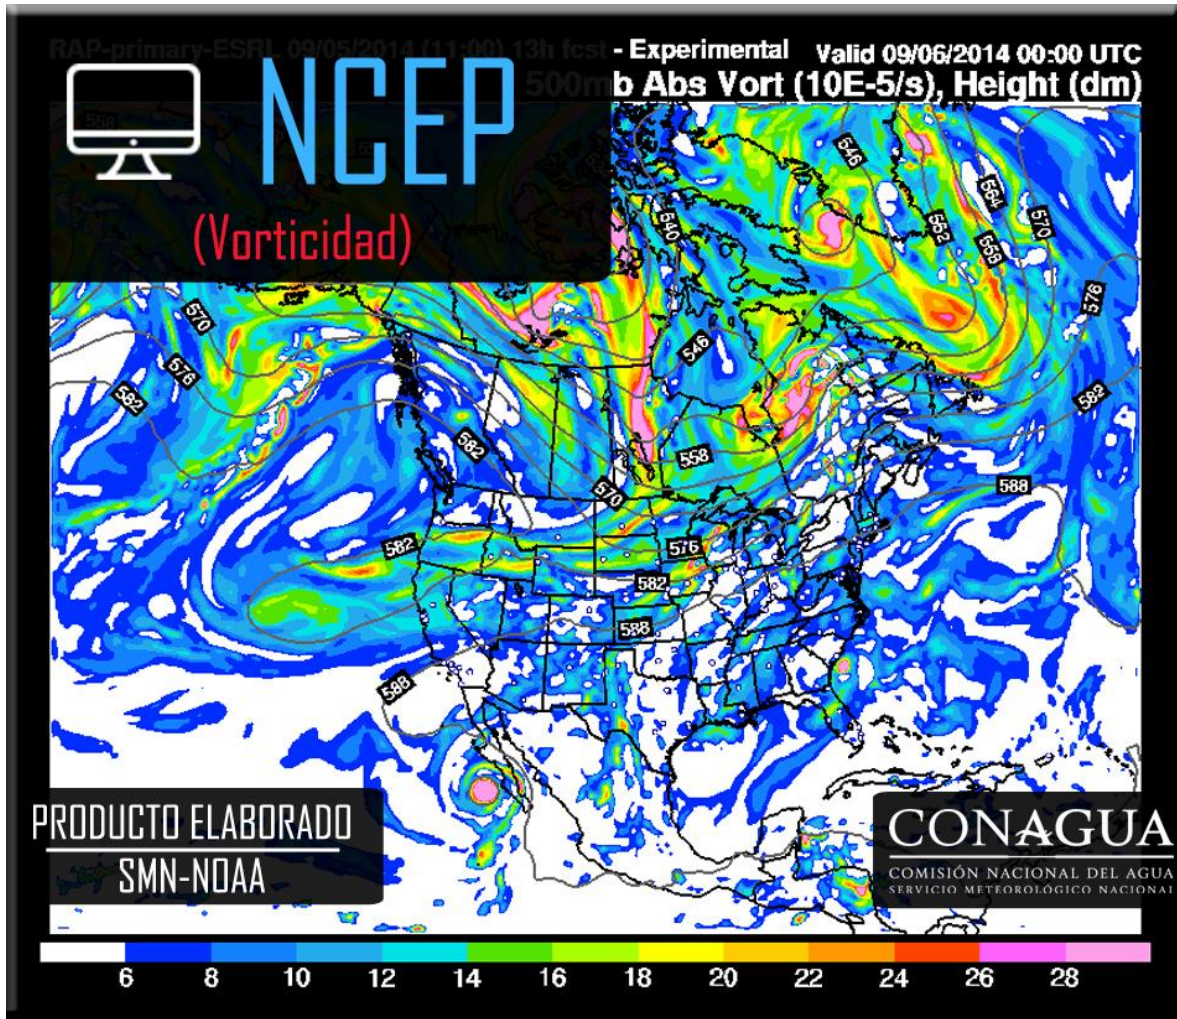 RAP-primary-ESRL 09/05/2014 (11:00) 13h fcst - Experimental Valid 09/06/2014 00:00 UTC
500mb Abs Vort (10E-5/s), Height (dm)
NCEP
(Vorticidad)
558
546
564
570
552
540
558
576
570
546
576
582
582
582
558
570
588
582
576
582
588
588
PRODUCTO ELABORADO
SMN-NOAA
CONAGUA
COMISIÓN NACIONAL DEL AGUA
SERVICIO METEOROLÓGICO NACIONAL
6 8 10 12 14 16 18 20 22 24 26 28